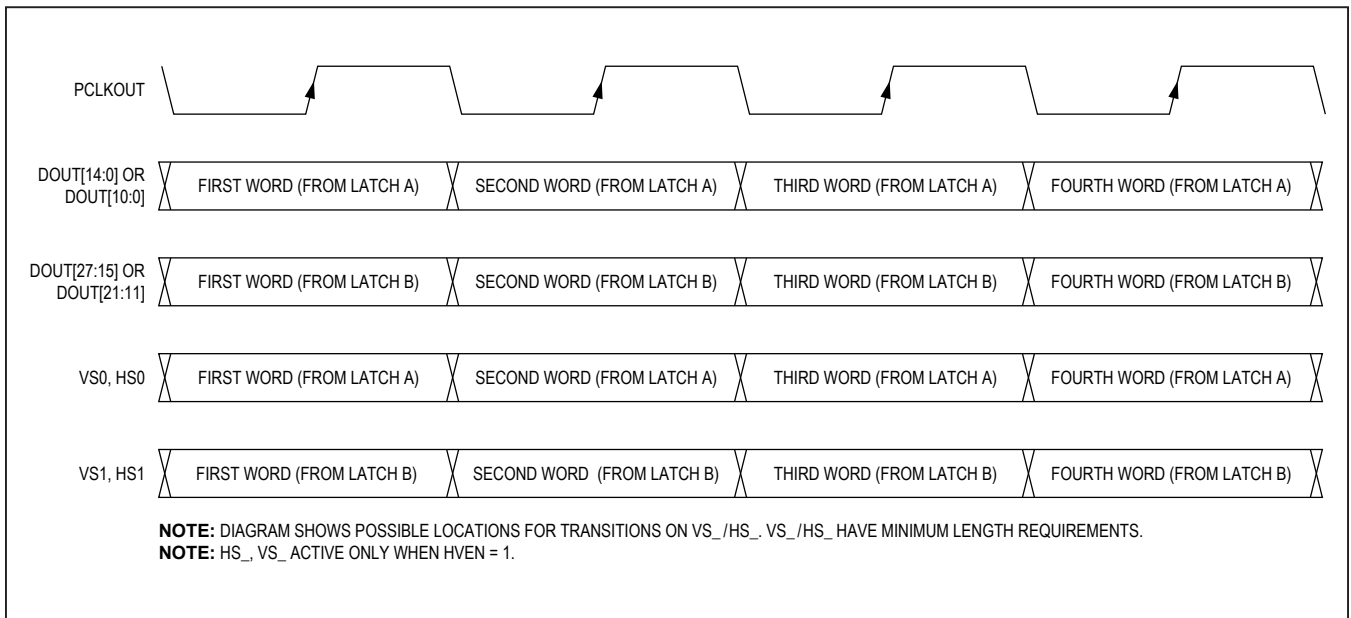 PCLKOUT
DOUT[14:0] OR
DOUT[10:0]
FIRST WORD (FROM LATCH A)
SECOND WORD (FROM LATCH A)
THIRD WORD (FROM LATCH A)
FOURTH WORD (FROM LATCH A)
DOUT[27:15] OR
DOUT[21:11]
FIRST WORD (FROM LATCH B)
SECOND WORD (FROM LATCH B)
THIRD WORD (FROM LATCH B)
FOURTH WORD (FROM LATCH B)
VS0, HS0
FIRST WORD (FROM LATCH A)
SECOND WORD (FROM LATCH A)
THIRD WORD (FROM LATCH A)
FOURTH WORD (FROM LATCH A)
VS1, HS1
FIRST WORD (FROM LATCH B)
SECOND WORD (FROM LATCH B)
THIRD WORD (FROM LATCH B)
FOURTH WORD (FROM LATCH B)
NOTE: DIAGRAM SHOWS POSSIBLE LOCATIONS FOR TRANSITIONS ON VS_/HS_. VS_/HS_ HAVE MINIMUM LENGTH REQUIREMENTS.
NOTE: HS_, VS_ ACTIVE ONLY WHEN HVEN = 1.